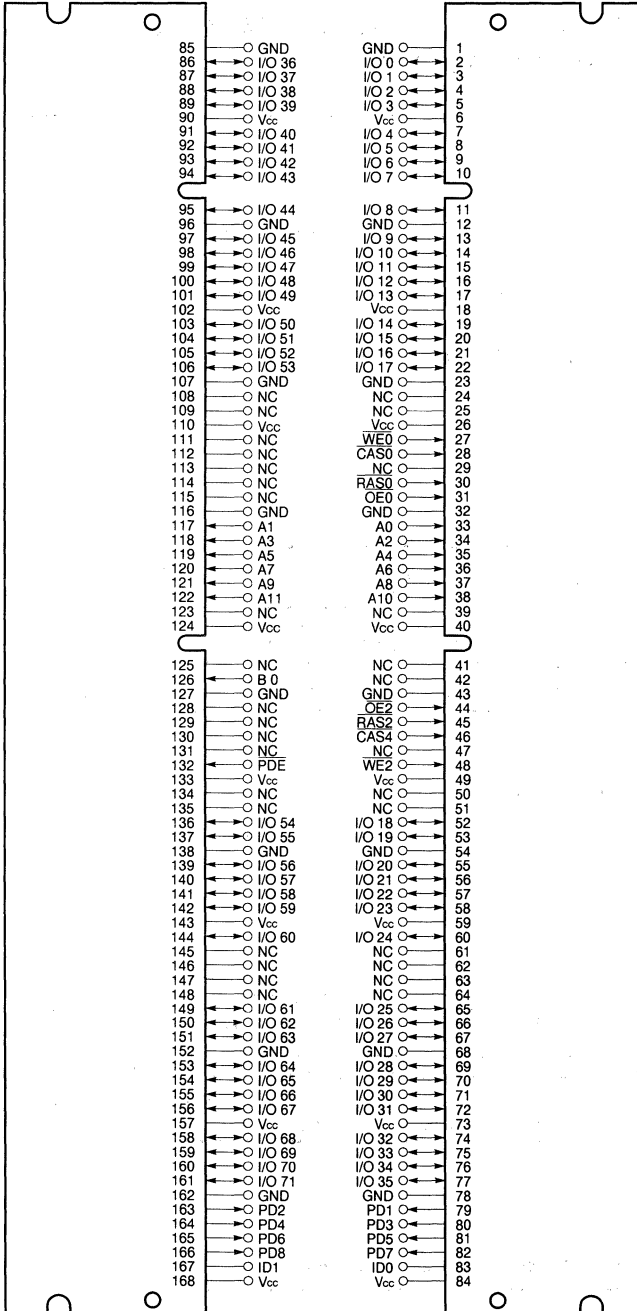 85 GND GND 1
86 I/O 36 I/O 0 2
87 I/O 37 I/O 1 3
88 I/O 38 I/O 2 4
89 I/O 39 I/O 3 5
90 Vcc Vcc 6
91 I/O 40 I/O 4 7
92 I/O 41 I/O 5 8
93 I/O 42 I/O 6 9
94 I/O 43 I/O 7 10
95 I/O 44 I/O 8 11
96 GND GND 12
97 I/O 45 I/O 9 13
98 I/O 46 I/O 10 14
99 I/O 47 I/O 11 15
100 I/O 48 I/O 12 16
101 I/O 49 I/O 13 17
102 Vcc Vcc 18
103 I/O 50 I/O 14 19
104 I/O 51 I/O 15 20
105 I/O 52 I/O 16 21
106 I/O 53 I/O 17 22
107 GND GND 23
108 NC NC 24
109 NC NC 25
110 Vcc Vcc 26
111 NC W̅E̅0̅ 27
112 NC C̅A̅S̅0̅ 28
113 NC NC 29
114 NC R̅A̅S̅0̅ 30
115 NC O̅E̅0̅ 31
116 GND GND 32
117 A1 A0 33
118 A3 A2 34
119 A5 A4 35
120 A7 A6 36
121 A9 A8 37
122 A11 A10 38
123 NC NC 39
124 Vcc Vcc 40
125 NC NC 41
126 B 0 NC 42
127 GND GND 43
128 NC O̅E̅2̅ 44
129 NC R̅A̅S̅2̅ 45
130 NC C̅A̅S̅4̅ 46
131 NC NC 47
132 P̅D̅E̅ W̅E̅2̅ 48
133 Vcc Vcc 49
134 NC NC 50
135 NC NC 51
136 I/O 54 I/O 18 52
137 I/O 55 I/O 19 53
138 GND GND 54
139 I/O 56 I/O 20 55
140 I/O 57 I/O 21 56
141 I/O 58 I/O 22 57
142 I/O 59 I/O 23 58
143 Vcc Vcc 59
144 I/O 60 I/O 24 60
145 NC NC 61
146 NC NC 62
147 NC NC 63
148 NC NC 64
149 I/O 61 I/O 25 65
150 I/O 62 I/O 26 66
151 I/O 63 I/O 27 67
152 GND GND 68
153 I/O 64 I/O 28 69
154 I/O 65 I/O 29 70
155 I/O 66 I/O 30 71
156 I/O 67 I/O 31 72
157 Vcc Vcc 73
158 I/O 68 I/O 32 74
159 I/O 69 I/O 33 75
160 I/O 70 I/O 34 76
161 I/O 71 I/O 35 77
162 GND GND 78
163 PD2 PD1 79
164 PD4 PD3 80
165 PD6 PD5 81
166 PD8 PD7 82
167 ID1 ID0 83
168 Vcc Vcc 84